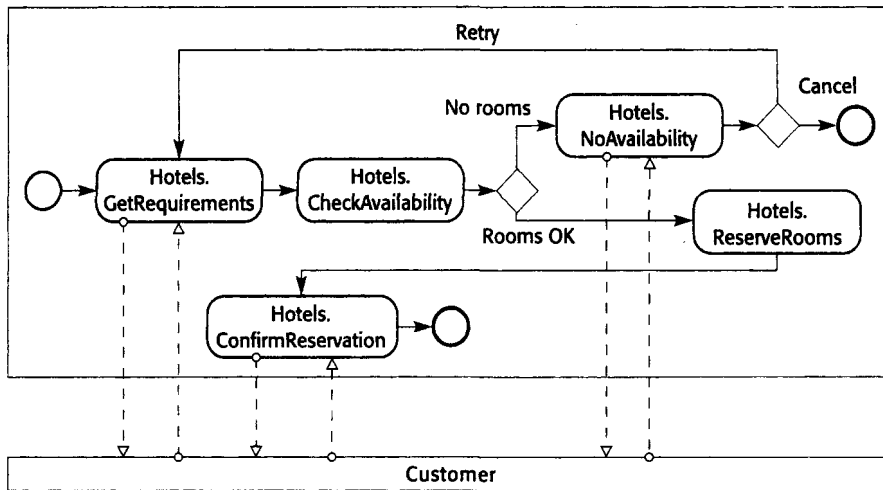 Retry
Cancel
No rooms
Hotels.
NoAvailability
Hotels.
GetRequirements
Hotels.
CheckAvailability
Rooms OK
Hotels.
ReserveRooms
Hotels.
ConfirmReservation
Customer